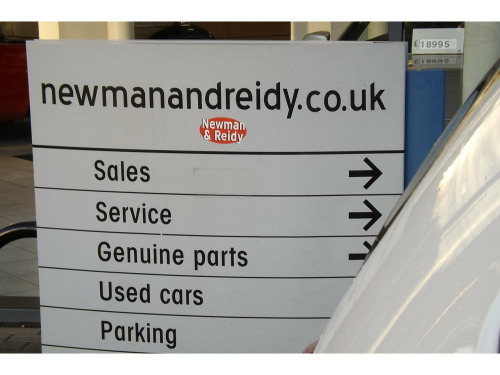 £18995
newmanandreidy.co.uk
Newman
& Reidy
Sales
Service
Genuine parts
Used cars
Parking